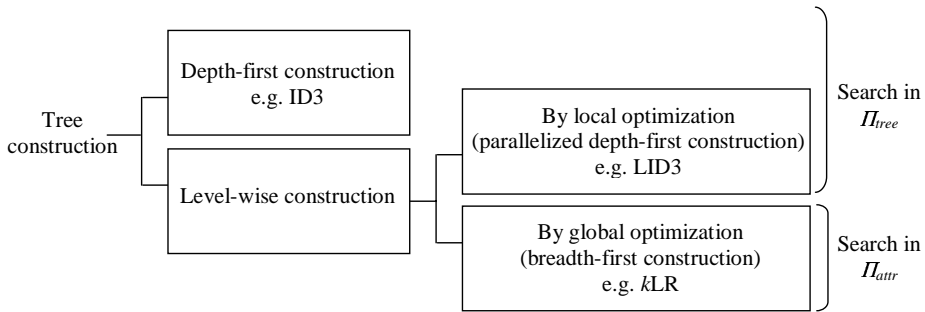 Tree
construction
Depth-first construction
e.g. ID3
Level-wise construction
By local optimization
(parallelized depth-first construction)
e.g. LID3
By global optimization
(breadth-first construction)
e.g. kLR
Search in
Πtree
Search in
Πattr